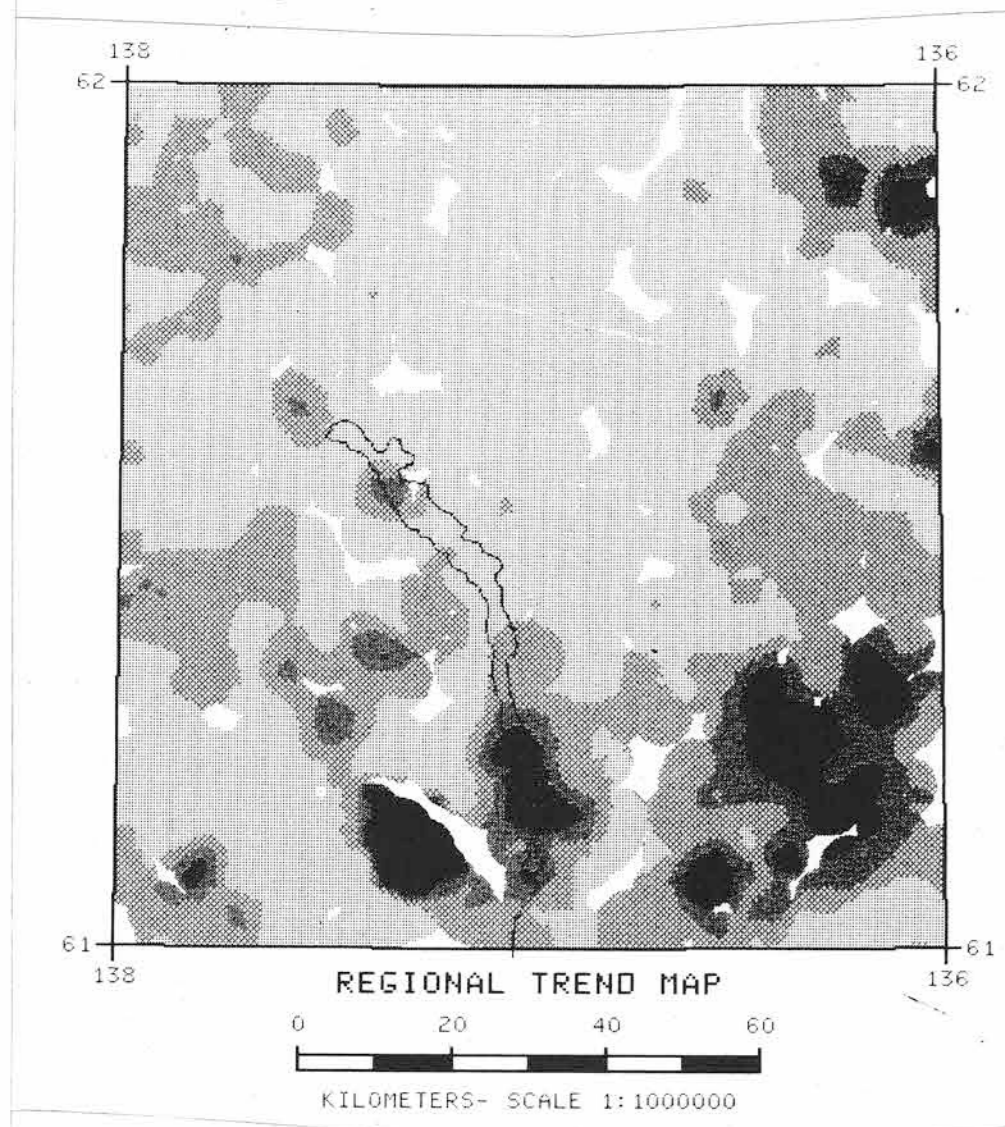 138 136
62 62
61 61
138 136
REGIONAL TREND MAP
0 20 40 60
KILOMETERS- SCALE 1:1000000